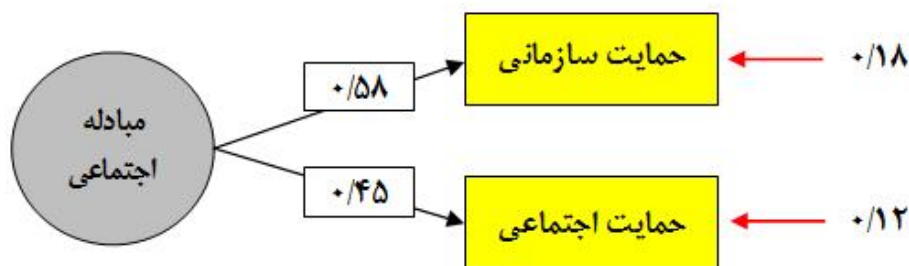 حمایت سازمانی
۰/۱۸
۰/۵۸
مبادله
اجتماعی
۰/۴۵
حمایت اجتماعی
۰/۱۲